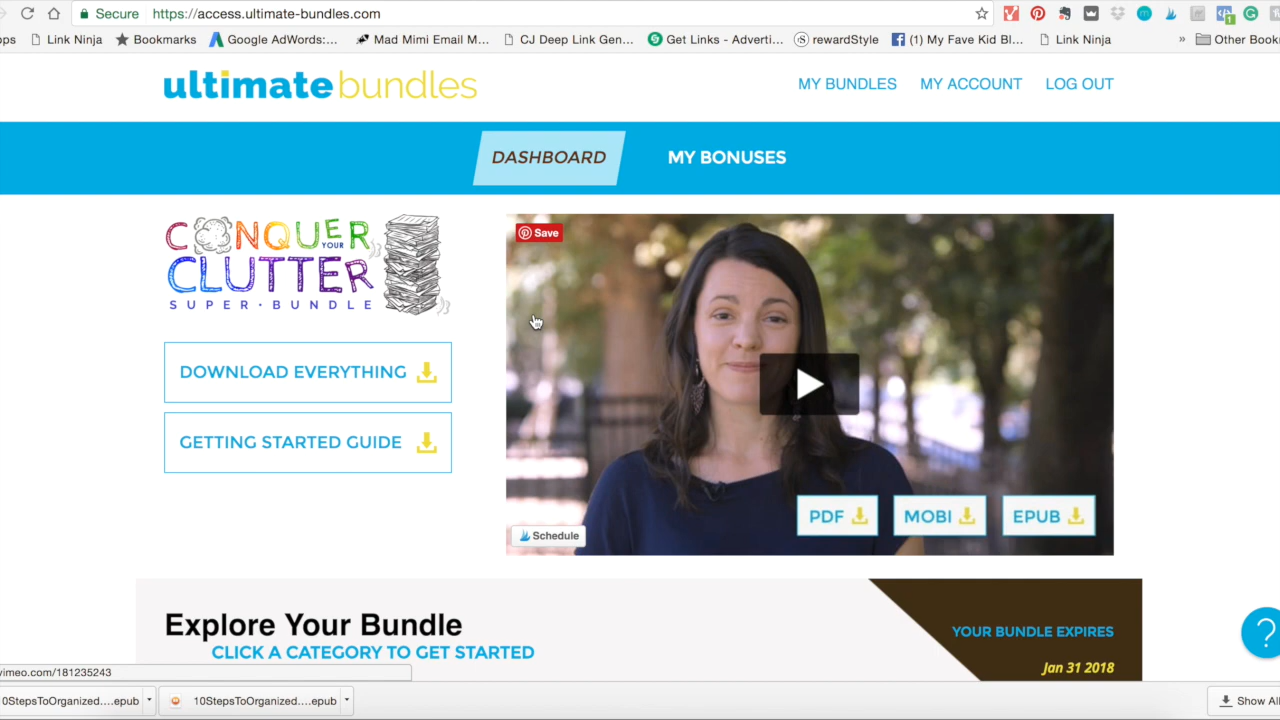 Secure https://access.ultimate-bundles.com
Link Ninja Bookmarks Google AdWords:... Mad Mimi Email M... CJ Deep Link Gen... Get Links - Adverti... rewardStyle (1) My Fave Kid Bl... Link Ninja » Other Book
ultimatebundles
MY BUNDLES MY ACCOUNT LOG OUT
DASHBOARD MY BONUSES
CONQUER
YOUR
CLUTTER
SUPER·BUNDLE
Save
DOWNLOAD EVERYTHING
GETTING STARTED GUIDE
PDF MOBI EPUB
Schedule
Explore Your Bundle
CLICK A CATEGORY TO GET STARTED
YOUR BUNDLE EXPIRES
Jan 31 2018
?
vimeo.com/181235243
0StepsToOrganized....epub 10StepsToOrganized....epub Show All